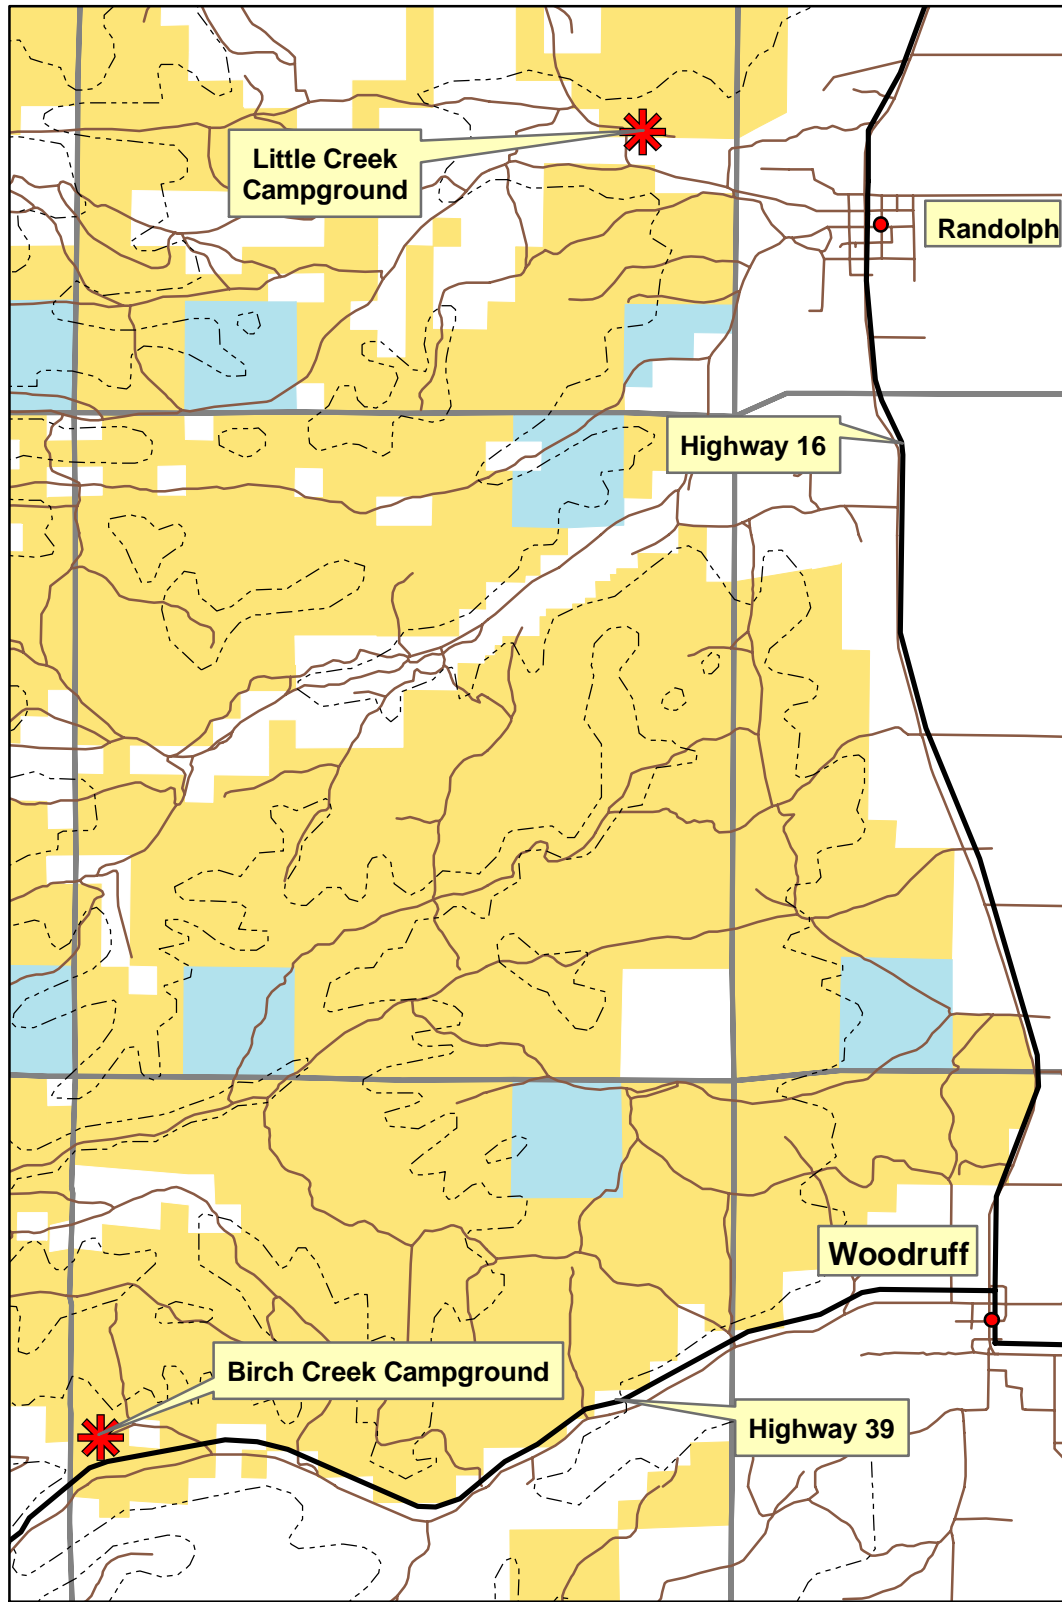 Little Creek
Campground
Randolph
Highway 16
Woodruff
Birch Creek Campground
Highway 39